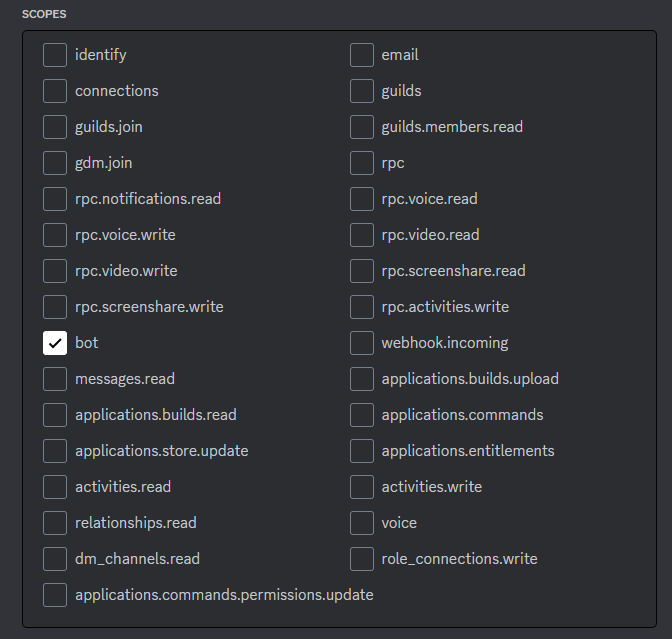 SCOPES
identify
email
connections
guilds
guilds.join
guilds.members.read
gdm.join
rpc
rpc.notifications.read
rpc.voice.read
rpc.voice.write
rpc.video.read
rpc.video.write
rpc.screenshare.read
rpc.screenshare.write
rpc.activities.write
bot
webhook.incoming
messages.read
applications.builds.upload
applications.builds.read
applications.commands
applications.store.update
applications.entitlements
activities.read
activities.write
relationships.read
voice
dm_channels.read
role_connections.write
applications.commands.permissions.update